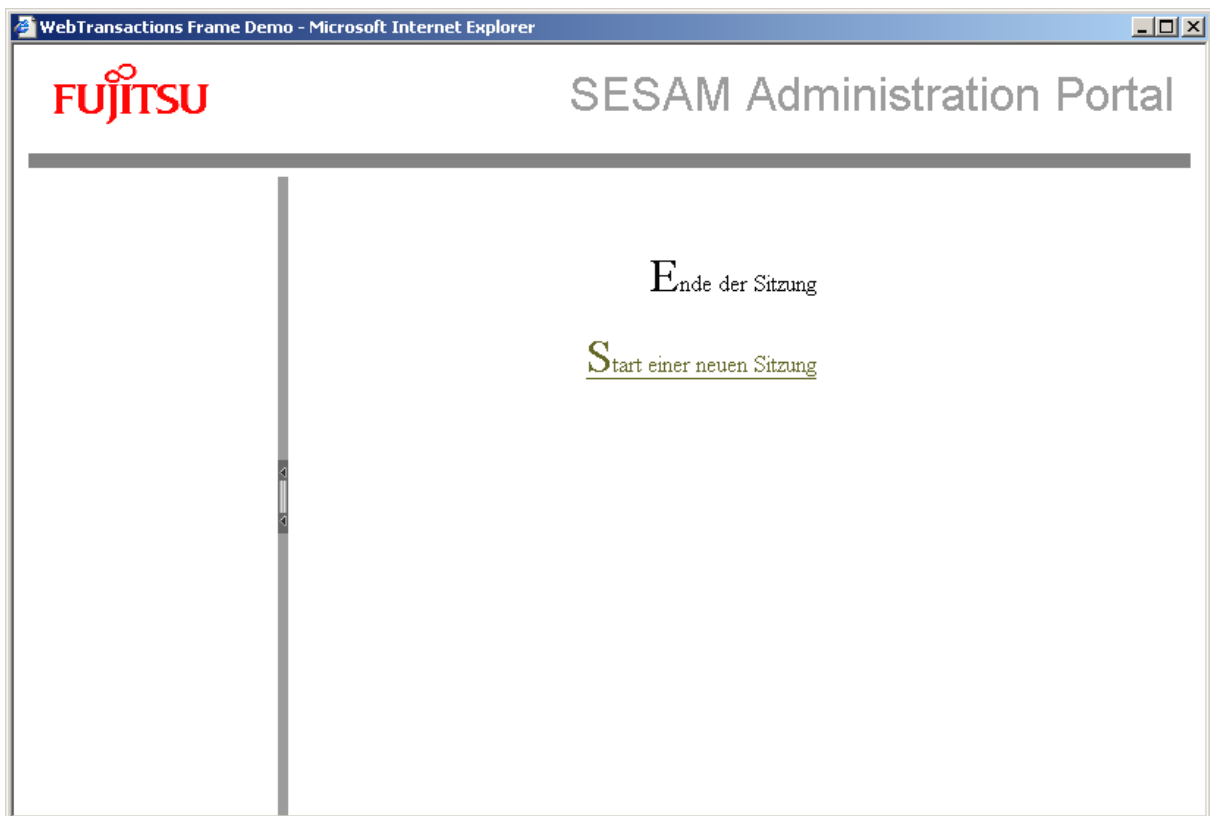 WebTransactions Frame Demo - Microsoft Internet Explorer
FUJITSU
SESAM Administration Portal
Ende der Sitzung
Start einer neuen Sitzung